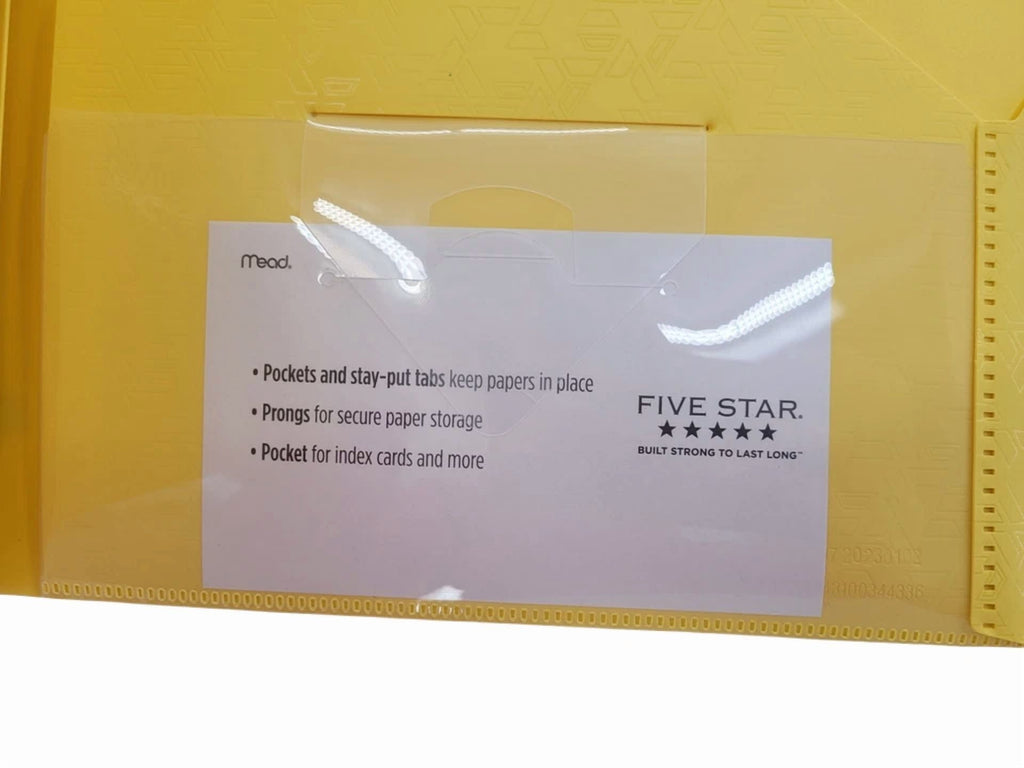 mead®
• Pockets and stay-put tabs keep papers in place
• Prongs for secure paper storage
• Pocket for index cards and more
FIVE STAR®
★★★★★
BUILT STRONG TO LAST LONG™
20230103